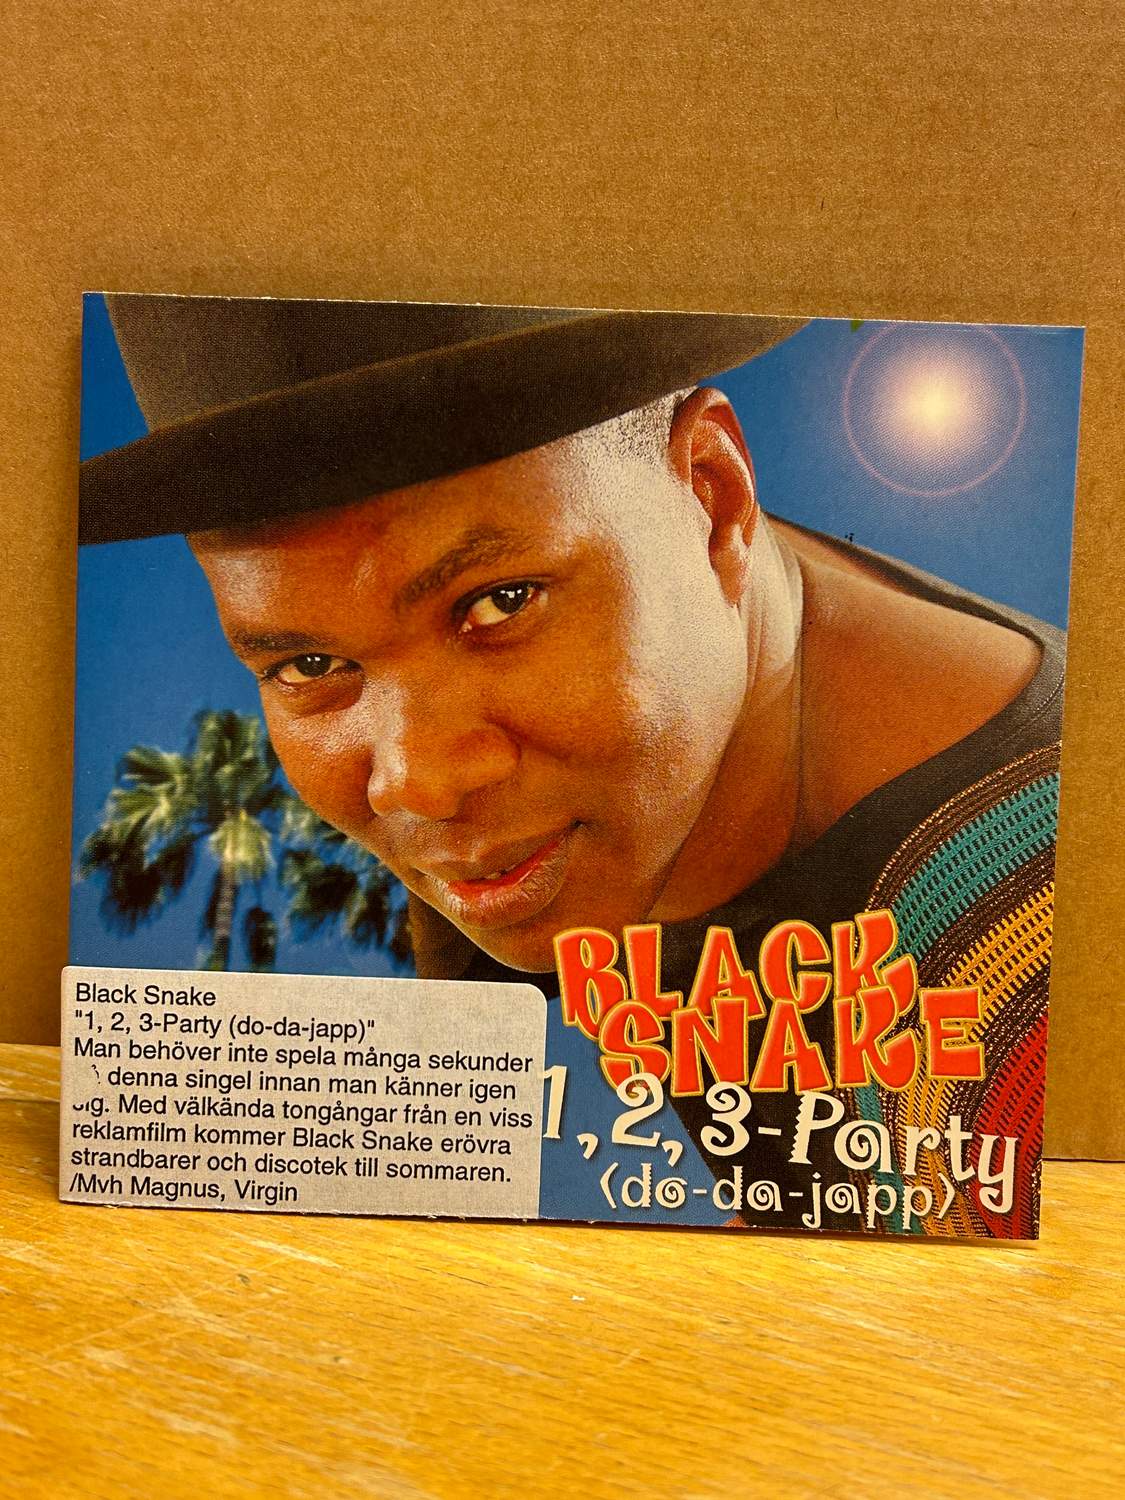 BLACK
SNAKE
1, 2, 3-Party
(do-da-japp)
Black Snake
"1, 2, 3-Party (do-da-japp)"
Man behöver inte spela många sekunder
denna singel innan man känner igen
sig. Med välkända tongångar från en viss
reklamfilm kommer Black Snake erövra
strandbarer och discotek till sommaren.
/Mvh Magnus, Virgin